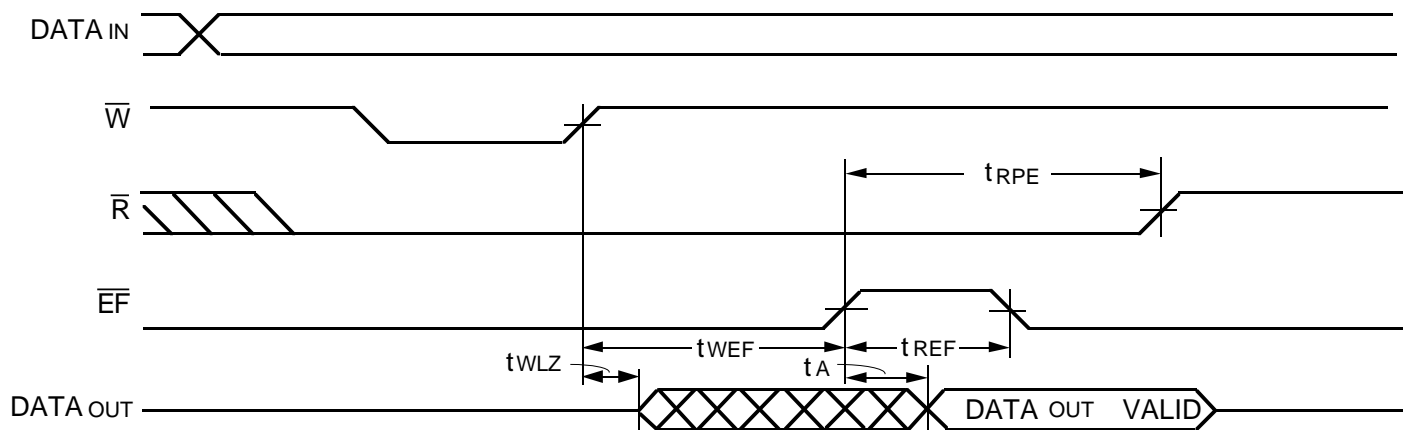 DATA IN
W
tRPE
R
EF
tWEF
tREF
tWLZ
tA
DATA OUT
DATA OUT VALID